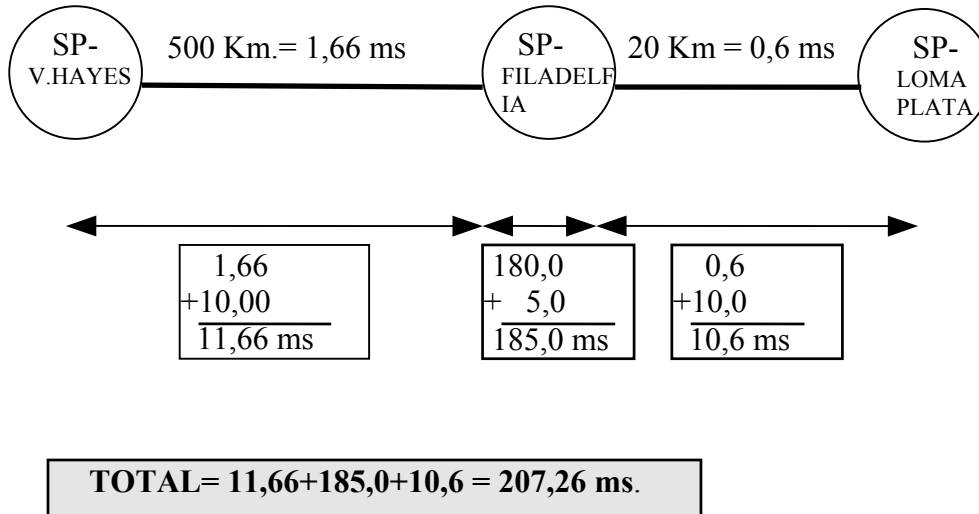 SP-
V.HAYES
500 Km.= 1,66 ms
SP-
FILADELF
IA
20 Km = 0,6 ms
SP-
LOMA
PLATA
1,66
+10,00
11,66 ms
180,0
+ 5,0
185,0 ms
0,6
+10,0
10,6 ms
TOTAL= 11,66+185,0+10,6 = 207,26 ms.